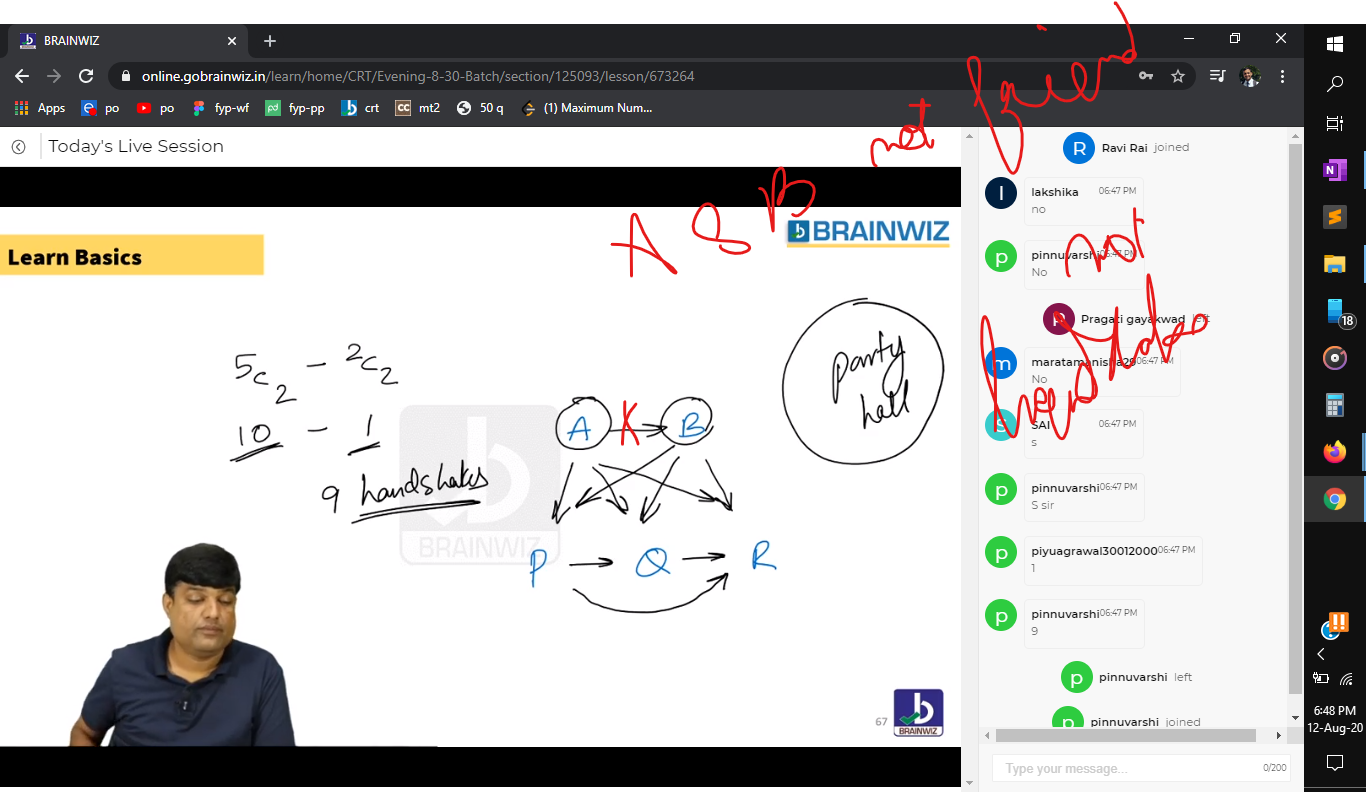 BRAINWIZ
online.gobrainwiz.in/learn/home/CRT/Evening-8-30-Batch/section/125093/lesson/673264
Apps po po fyp-wf fyp-pp crt mt2 50 q (1) Maximum Num...
Today's Live Session
A & B not friend
not
handshakes
BRAINWIZ
Learn Basics
5c2 - 2c2
10 - 1
9 handshakes
party
hall
A B
P Q R
BRAINWIZ
67
BRAINWIZ
R Ravi Rai joined
l lakshika 06:47 PM
no
p pinnuvarshi 06:47 PM
No
P Pragati gayakwad left
m maratamanisha29 06:47 PM
No
S SAI 06:47 PM
s
p pinnuvarshi 06:47 PM
S sir
p piyuagrawal30012000 06:47 PM
1
p pinnuvarshi 06:47 PM
9
p pinnuvarshi left
p pinnuvarshi joined
Type your message... 0/200
18
6:48 PM
12-Aug-20